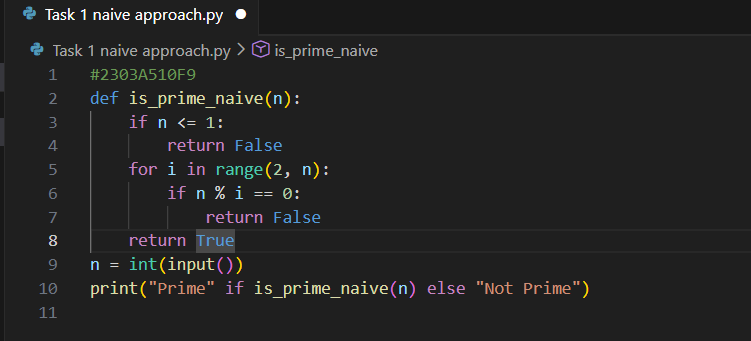 Task 1 naive approach.py ●
Task 1 naive approach.py > is_prime_naive
1 #2303A510F9
2 def is_prime_naive(n):
3     if n <= 1:
4         return False
5     for i in range(2, n):
6         if n % i == 0:
7             return False
8     return True
9 n = int(input())
10 print("Prime" if is_prime_naive(n) else "Not Prime")
11